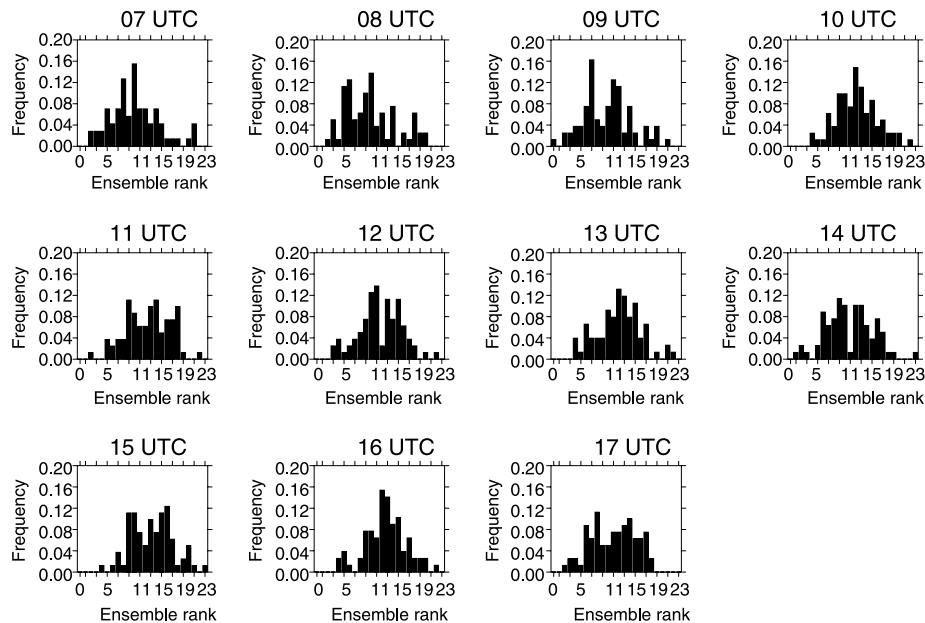 07 UTC 08 UTC 09 UTC 10 UTC
0.20 0.20 0.20 0.20
0.16 0.16 0.16 0.16
0.12 0.12 0.12 0.12
0.08 0.08 0.08 0.08
0.04 0.04 0.04 0.04
0.00 0.00 0.00 0.00
Frequency Frequency Frequency Frequency
0 5 11 15 19 23 0 5 11 15 19 23 0 5 11 15 19 23 0 5 11 15 19 23
Ensemble rank Ensemble rank Ensemble rank Ensemble rank
11 UTC 12 UTC 13 UTC 14 UTC
0.20 0.20 0.20 0.20
0.16 0.16 0.16 0.16
0.12 0.12 0.12 0.12
0.08 0.08 0.08 0.08
0.04 0.04 0.04 0.04
0.00 0.00 0.00 0.00
Frequency Frequency Frequency Frequency
0 5 11 15 19 23 0 5 11 15 19 23 0 5 11 15 19 23 0 5 11 15 19 23
Ensemble rank Ensemble rank Ensemble rank Ensemble rank
15 UTC 16 UTC 17 UTC
0.20 0.20 0.20
0.16 0.16 0.16
0.12 0.12 0.12
0.08 0.08 0.08
0.04 0.04 0.04
0.00 0.00 0.00
Frequency Frequency Frequency
0 5 11 15 19 23 0 5 11 15 19 23 0 5 11 15 19 23
Ensemble rank Ensemble rank Ensemble rank